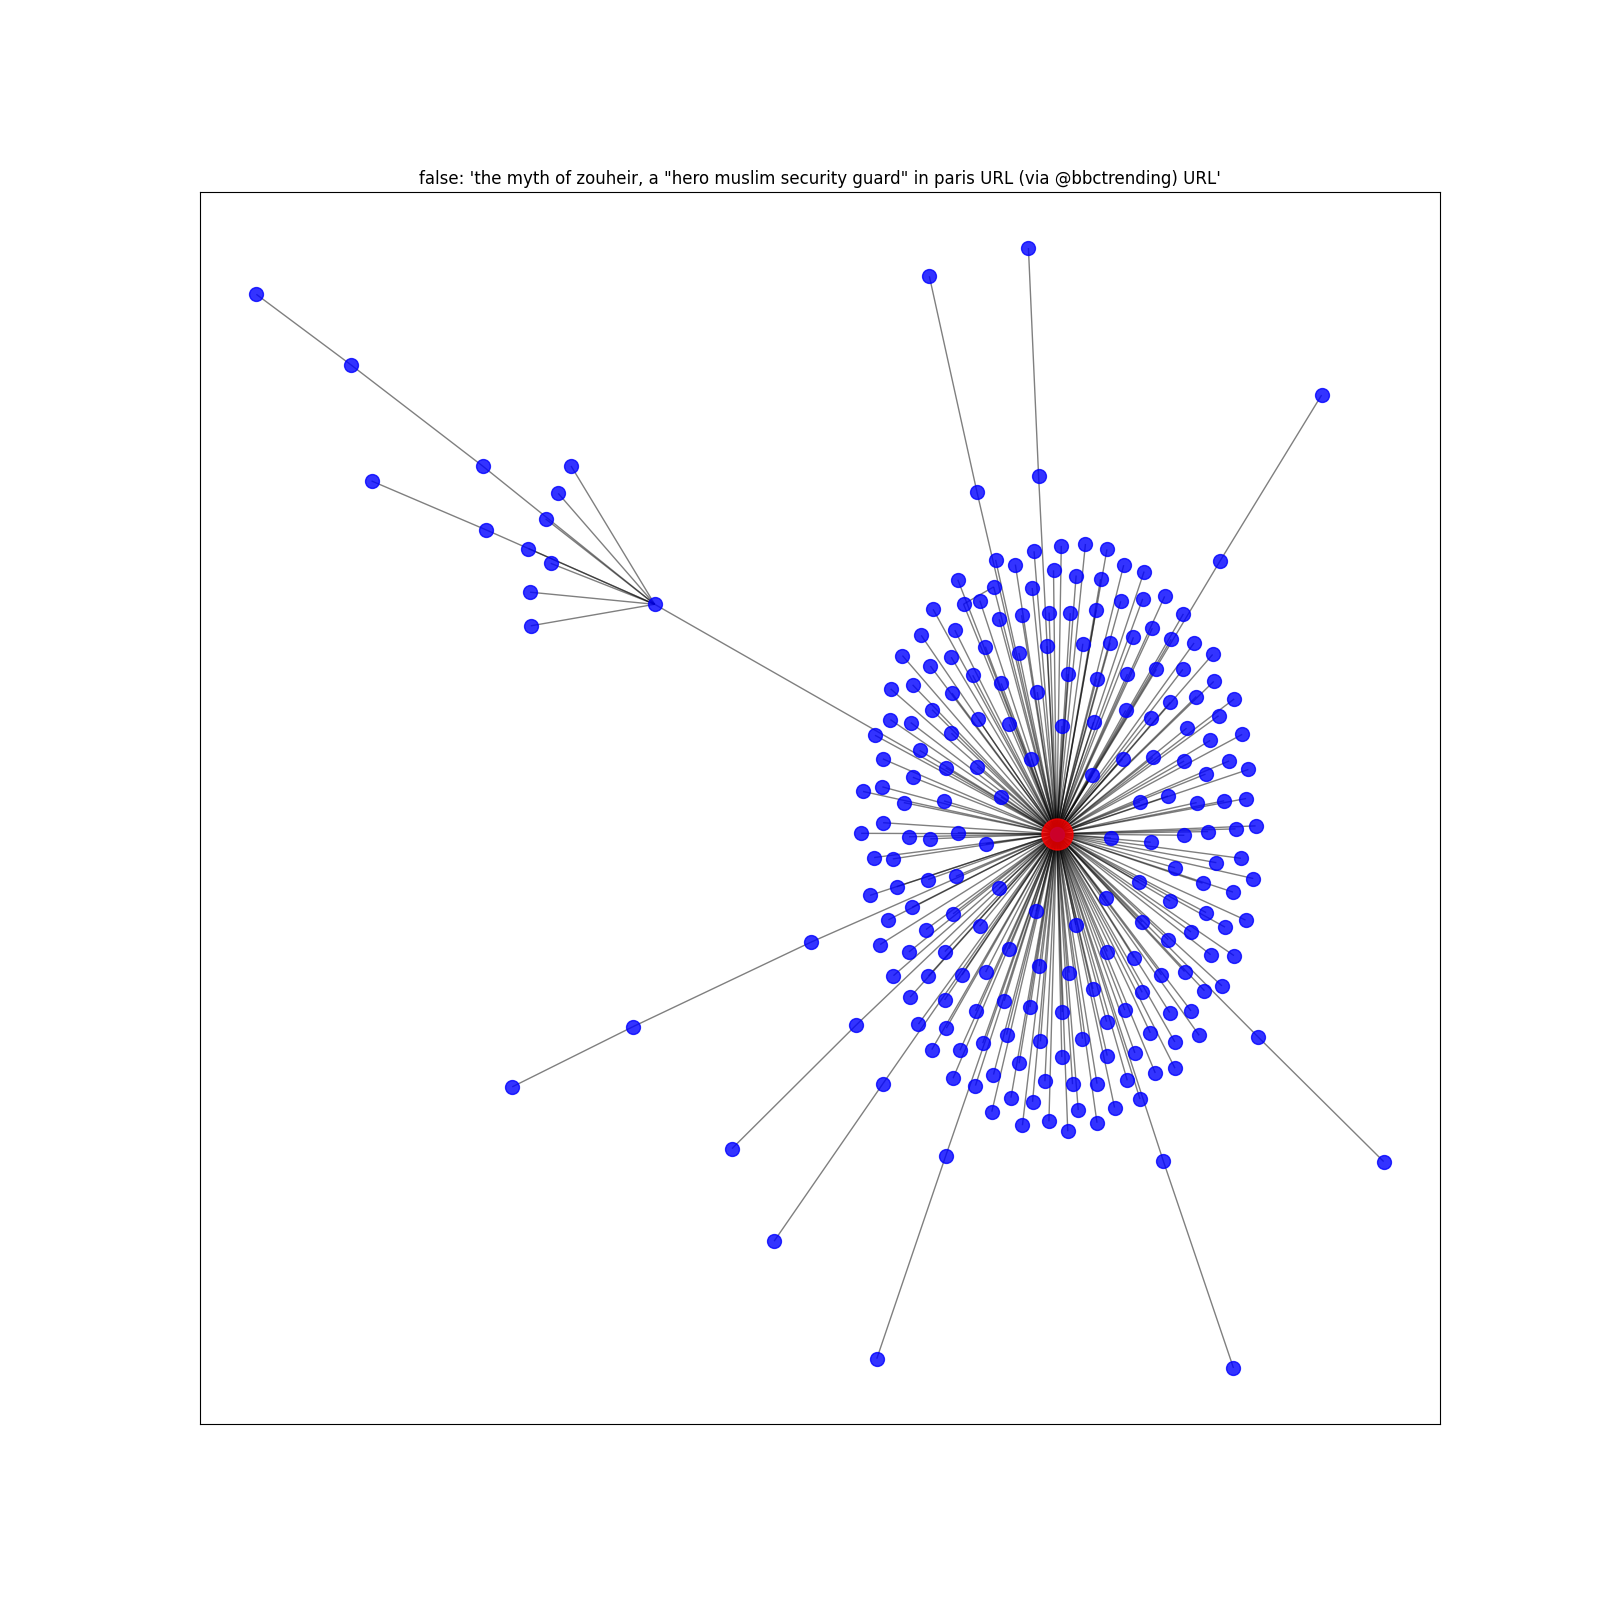 false: 'the myth of zouheir, a "hero muslim security guard" in paris URL (via @bbctrending) URL'